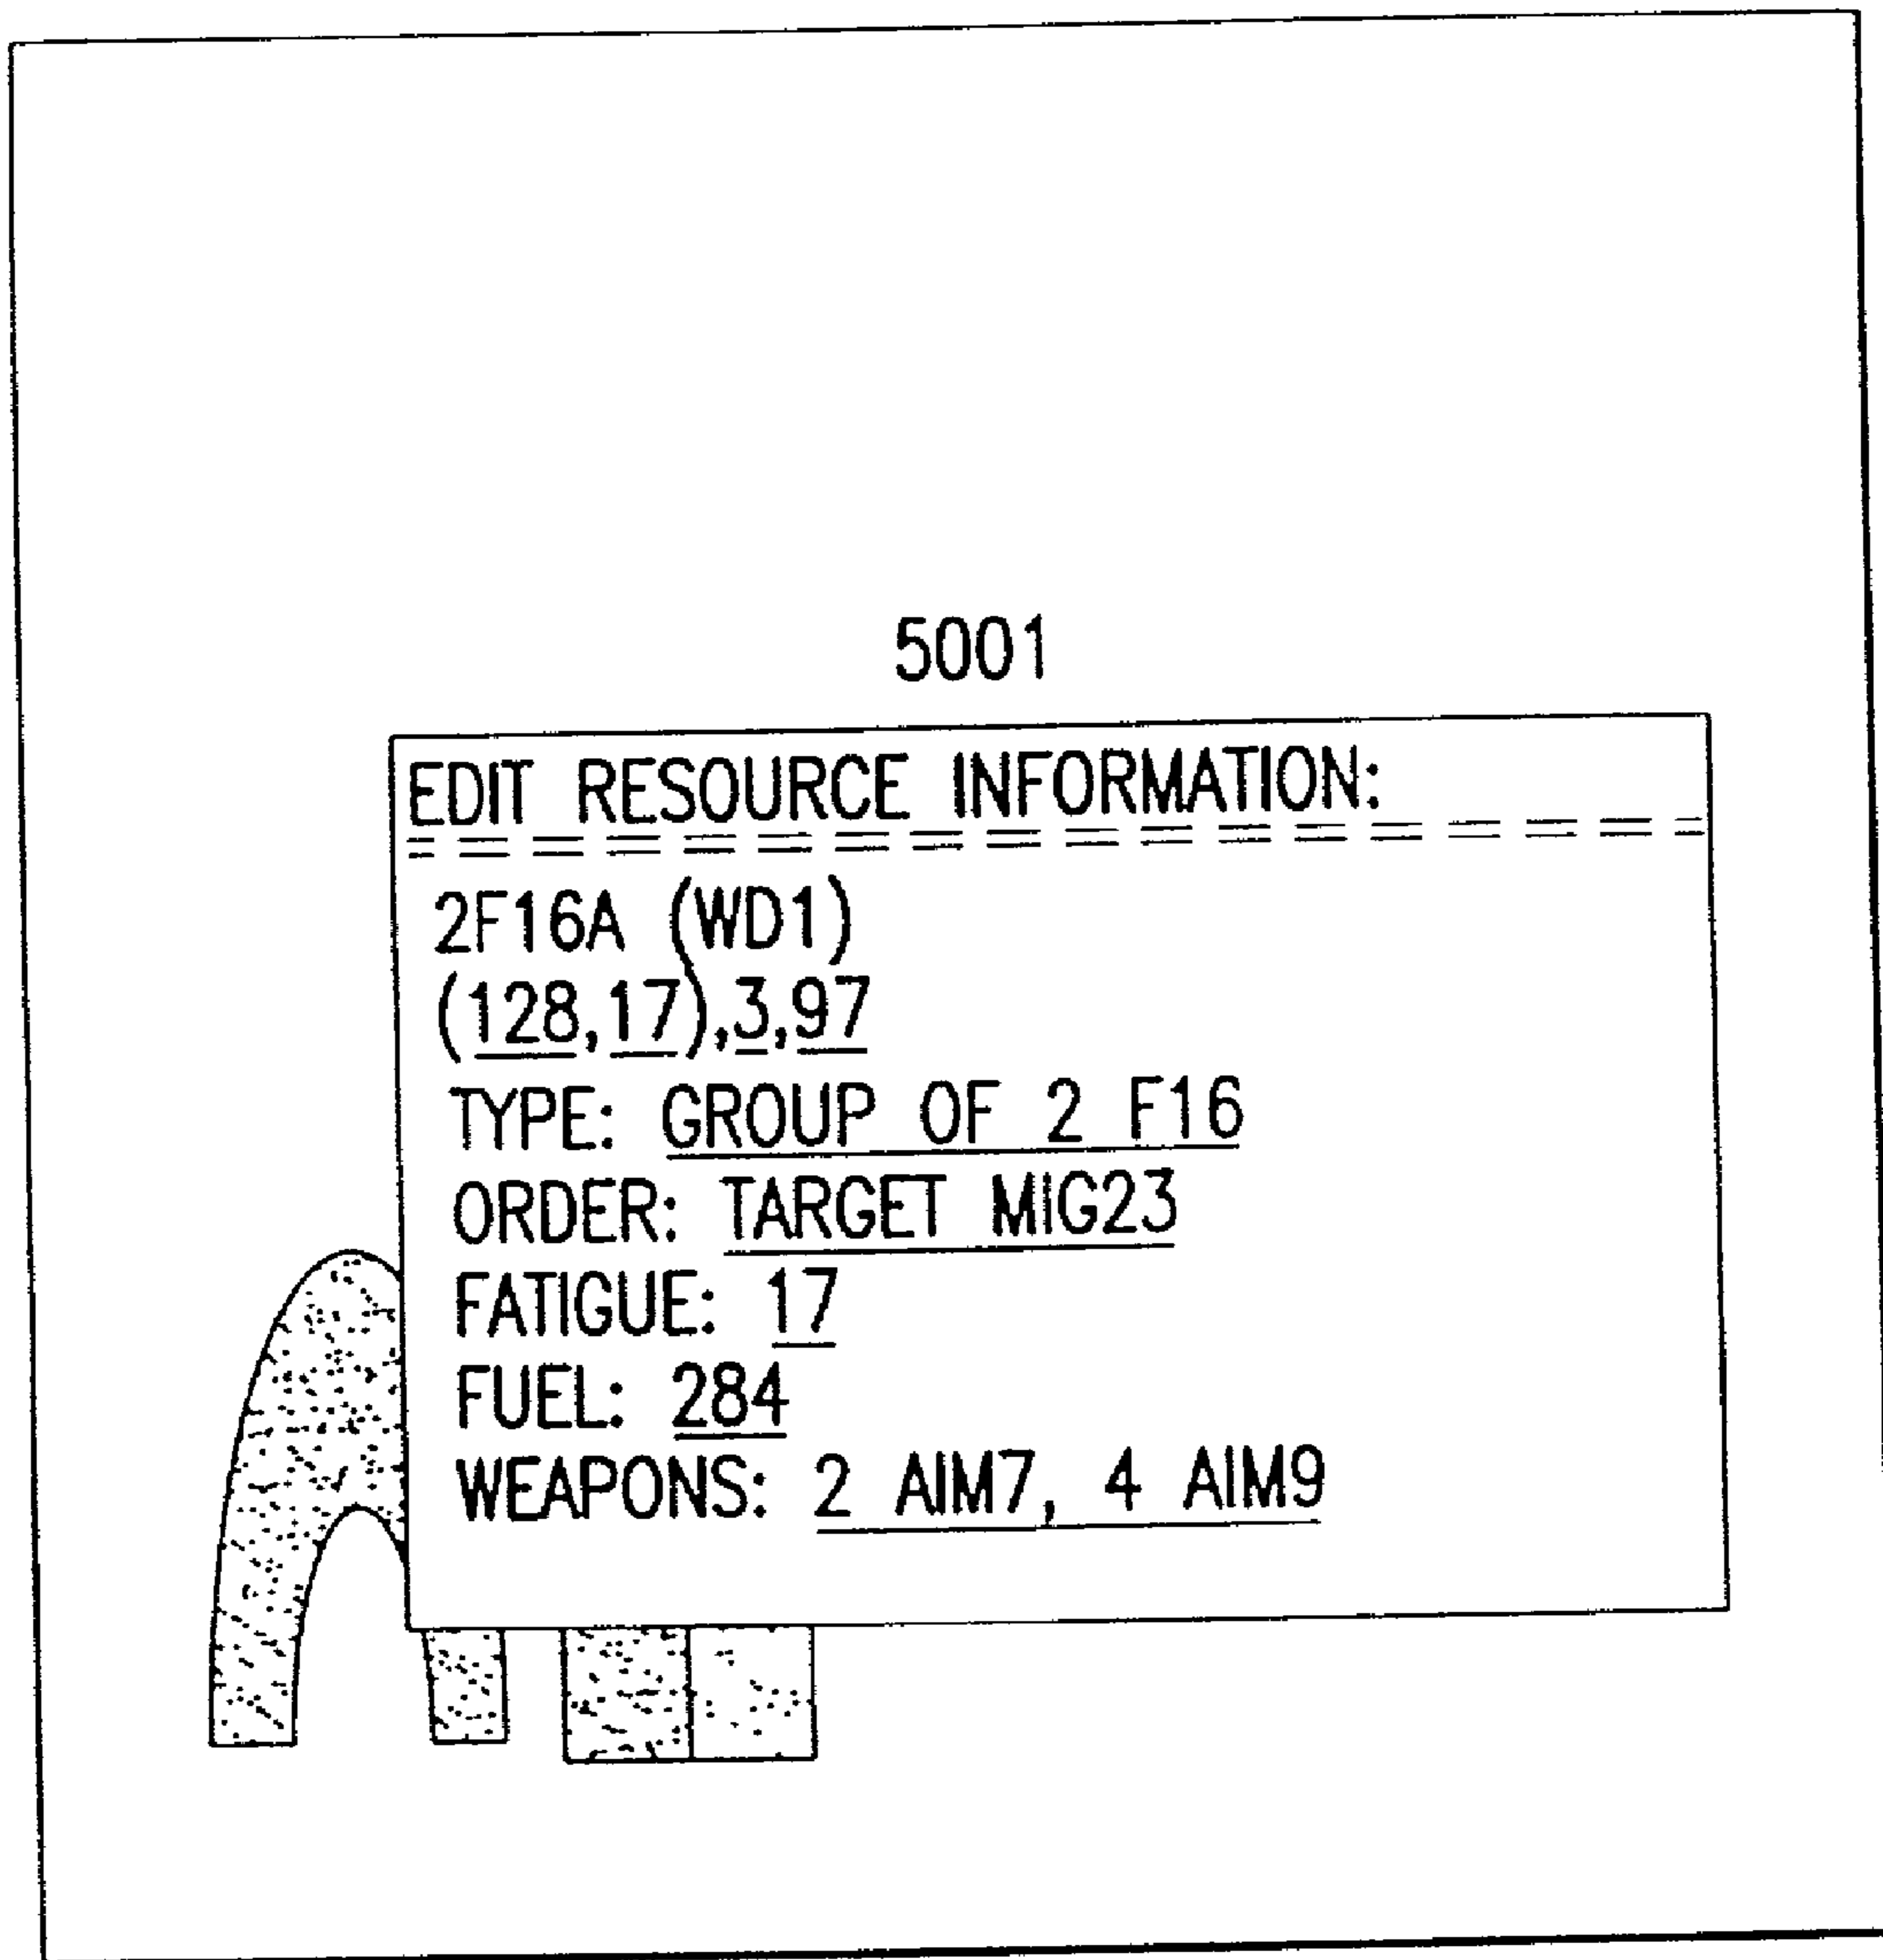 5001
EDIT RESOURCE INFORMATION:
2F16A (WD1)
(128,17),3,97
TYPE: GROUP OF 2 F16
ORDER: TARGET MIG23
FATIGUE: 17
FUEL: 284
WEAPONS: 2 AIM7, 4 AIM9